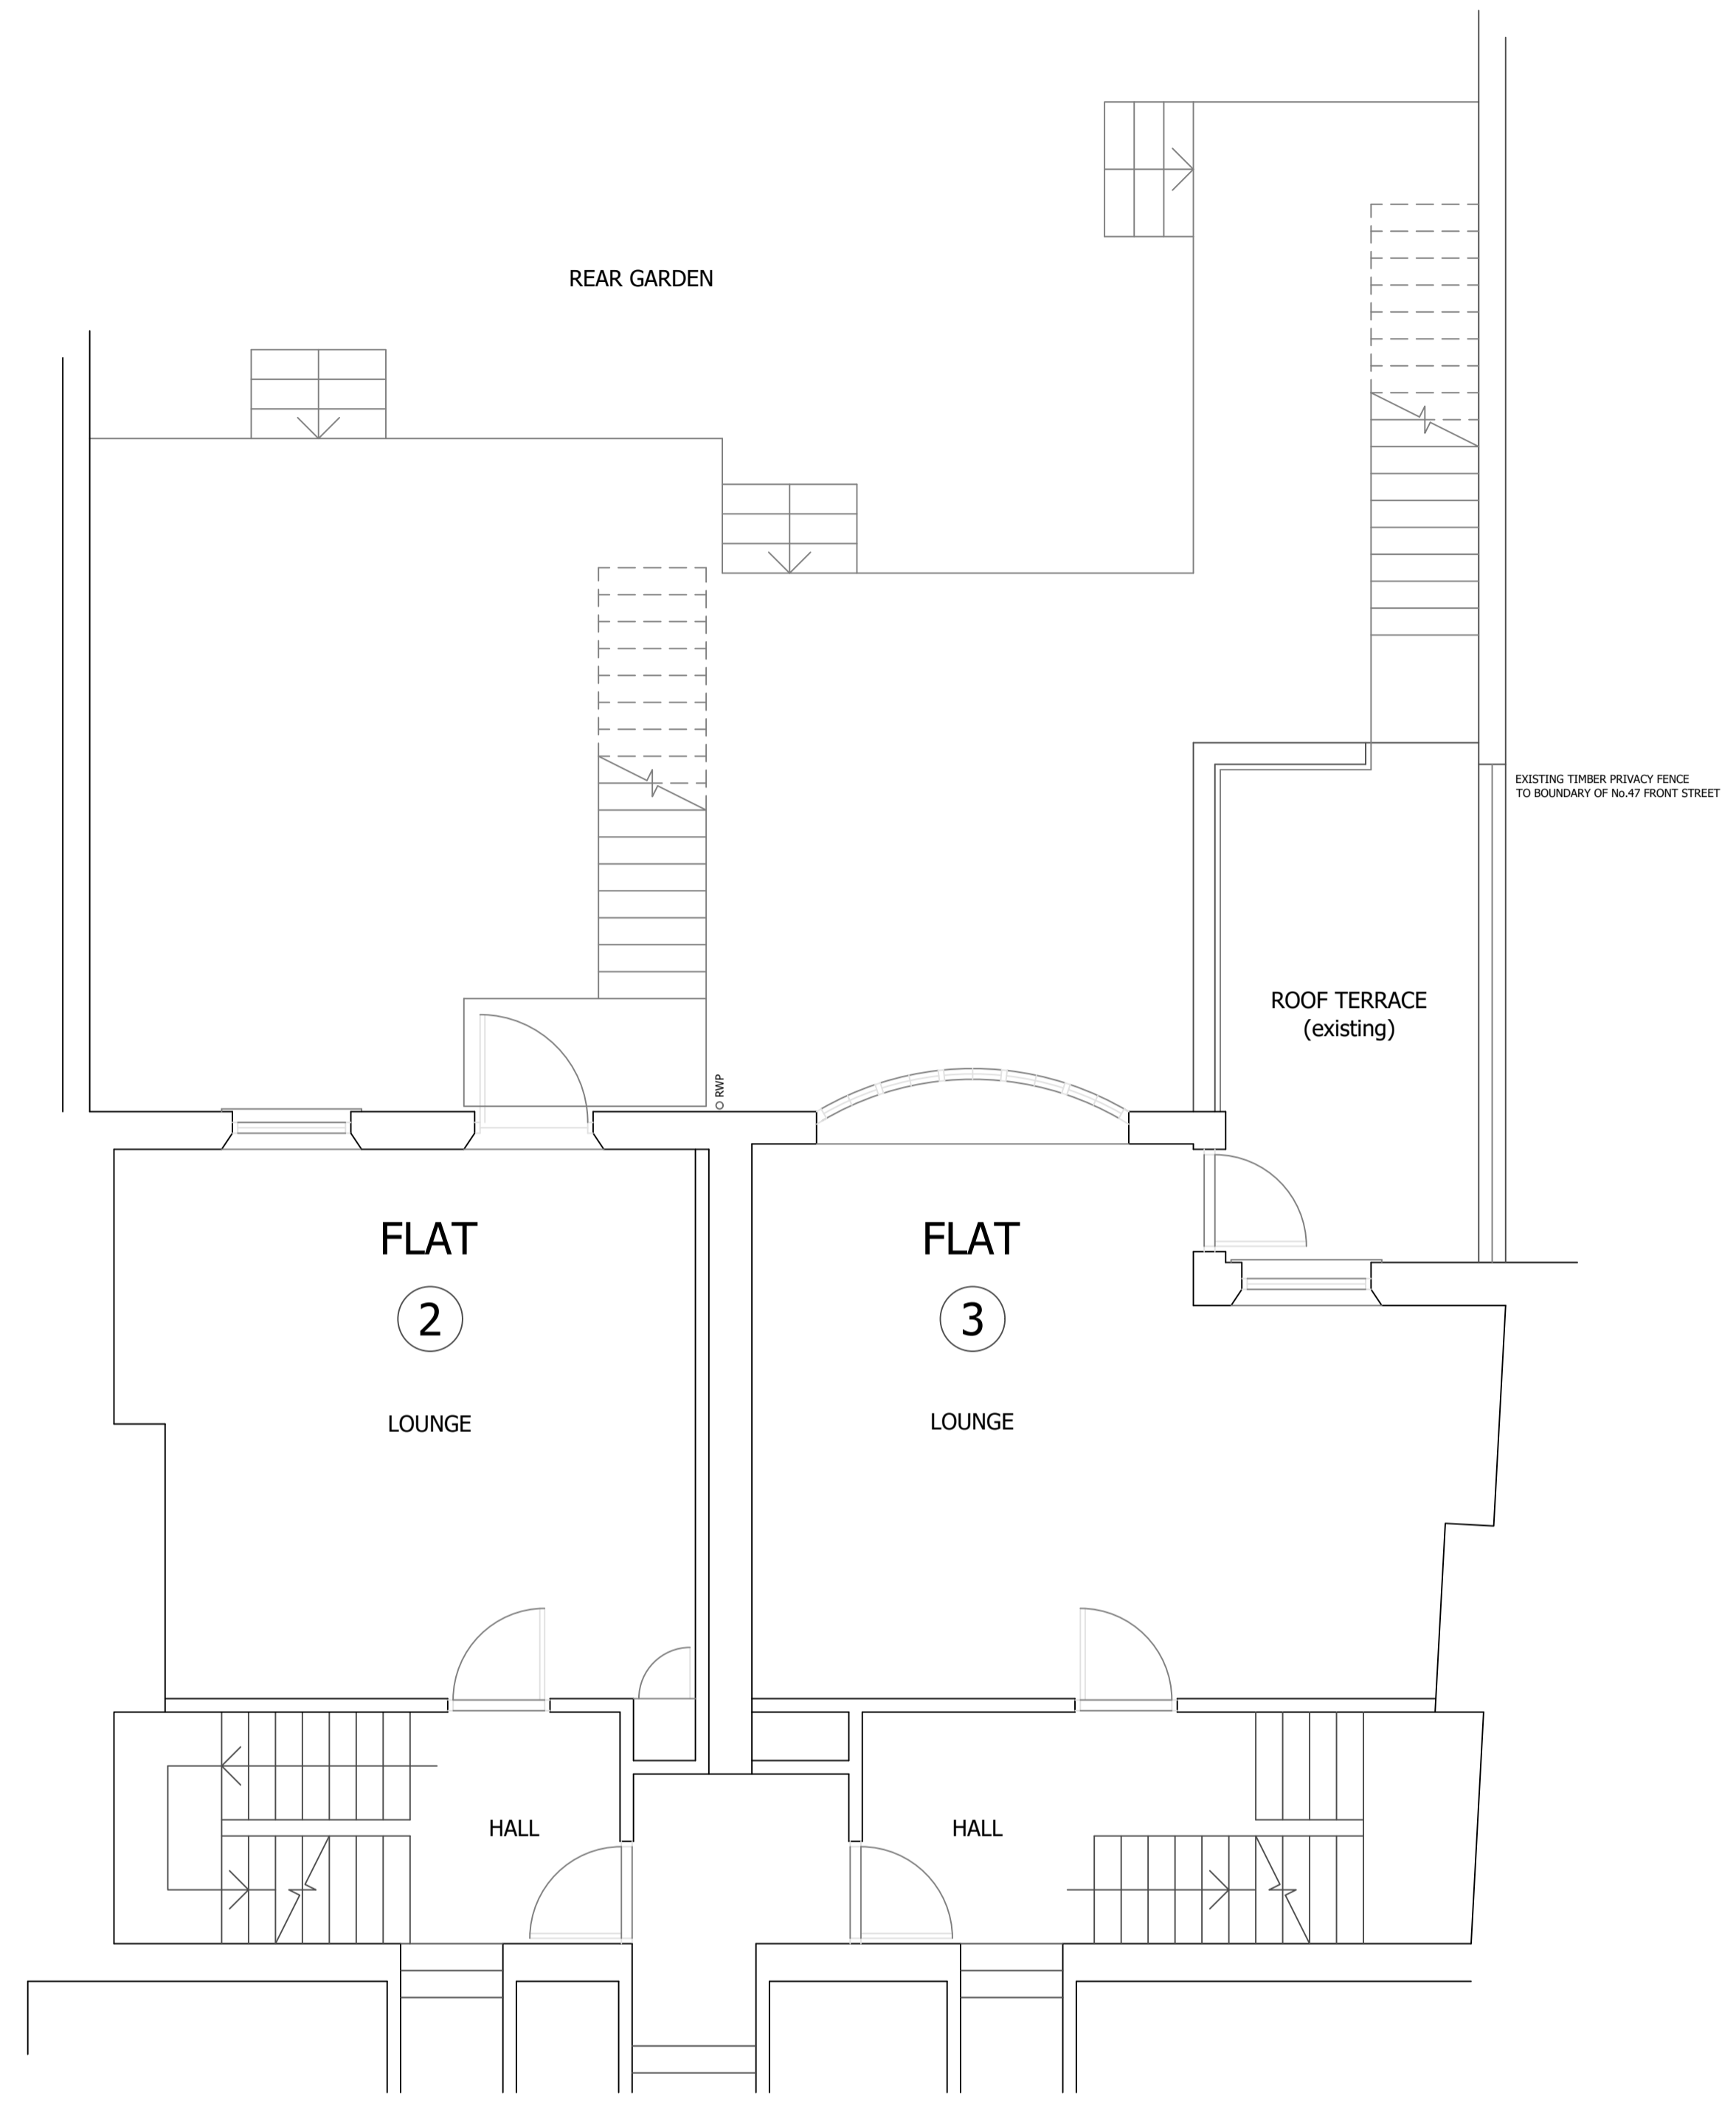 REAR GARDEN
EXISTING TIMBER PRIVACY FENCE
TO BOUNDARY OF No.47 FRONT STREET
ROOF TERRACE
(existing)
RWP
FLAT
2
LOUNGE
FLAT
3
LOUNGE
HALL
HALL